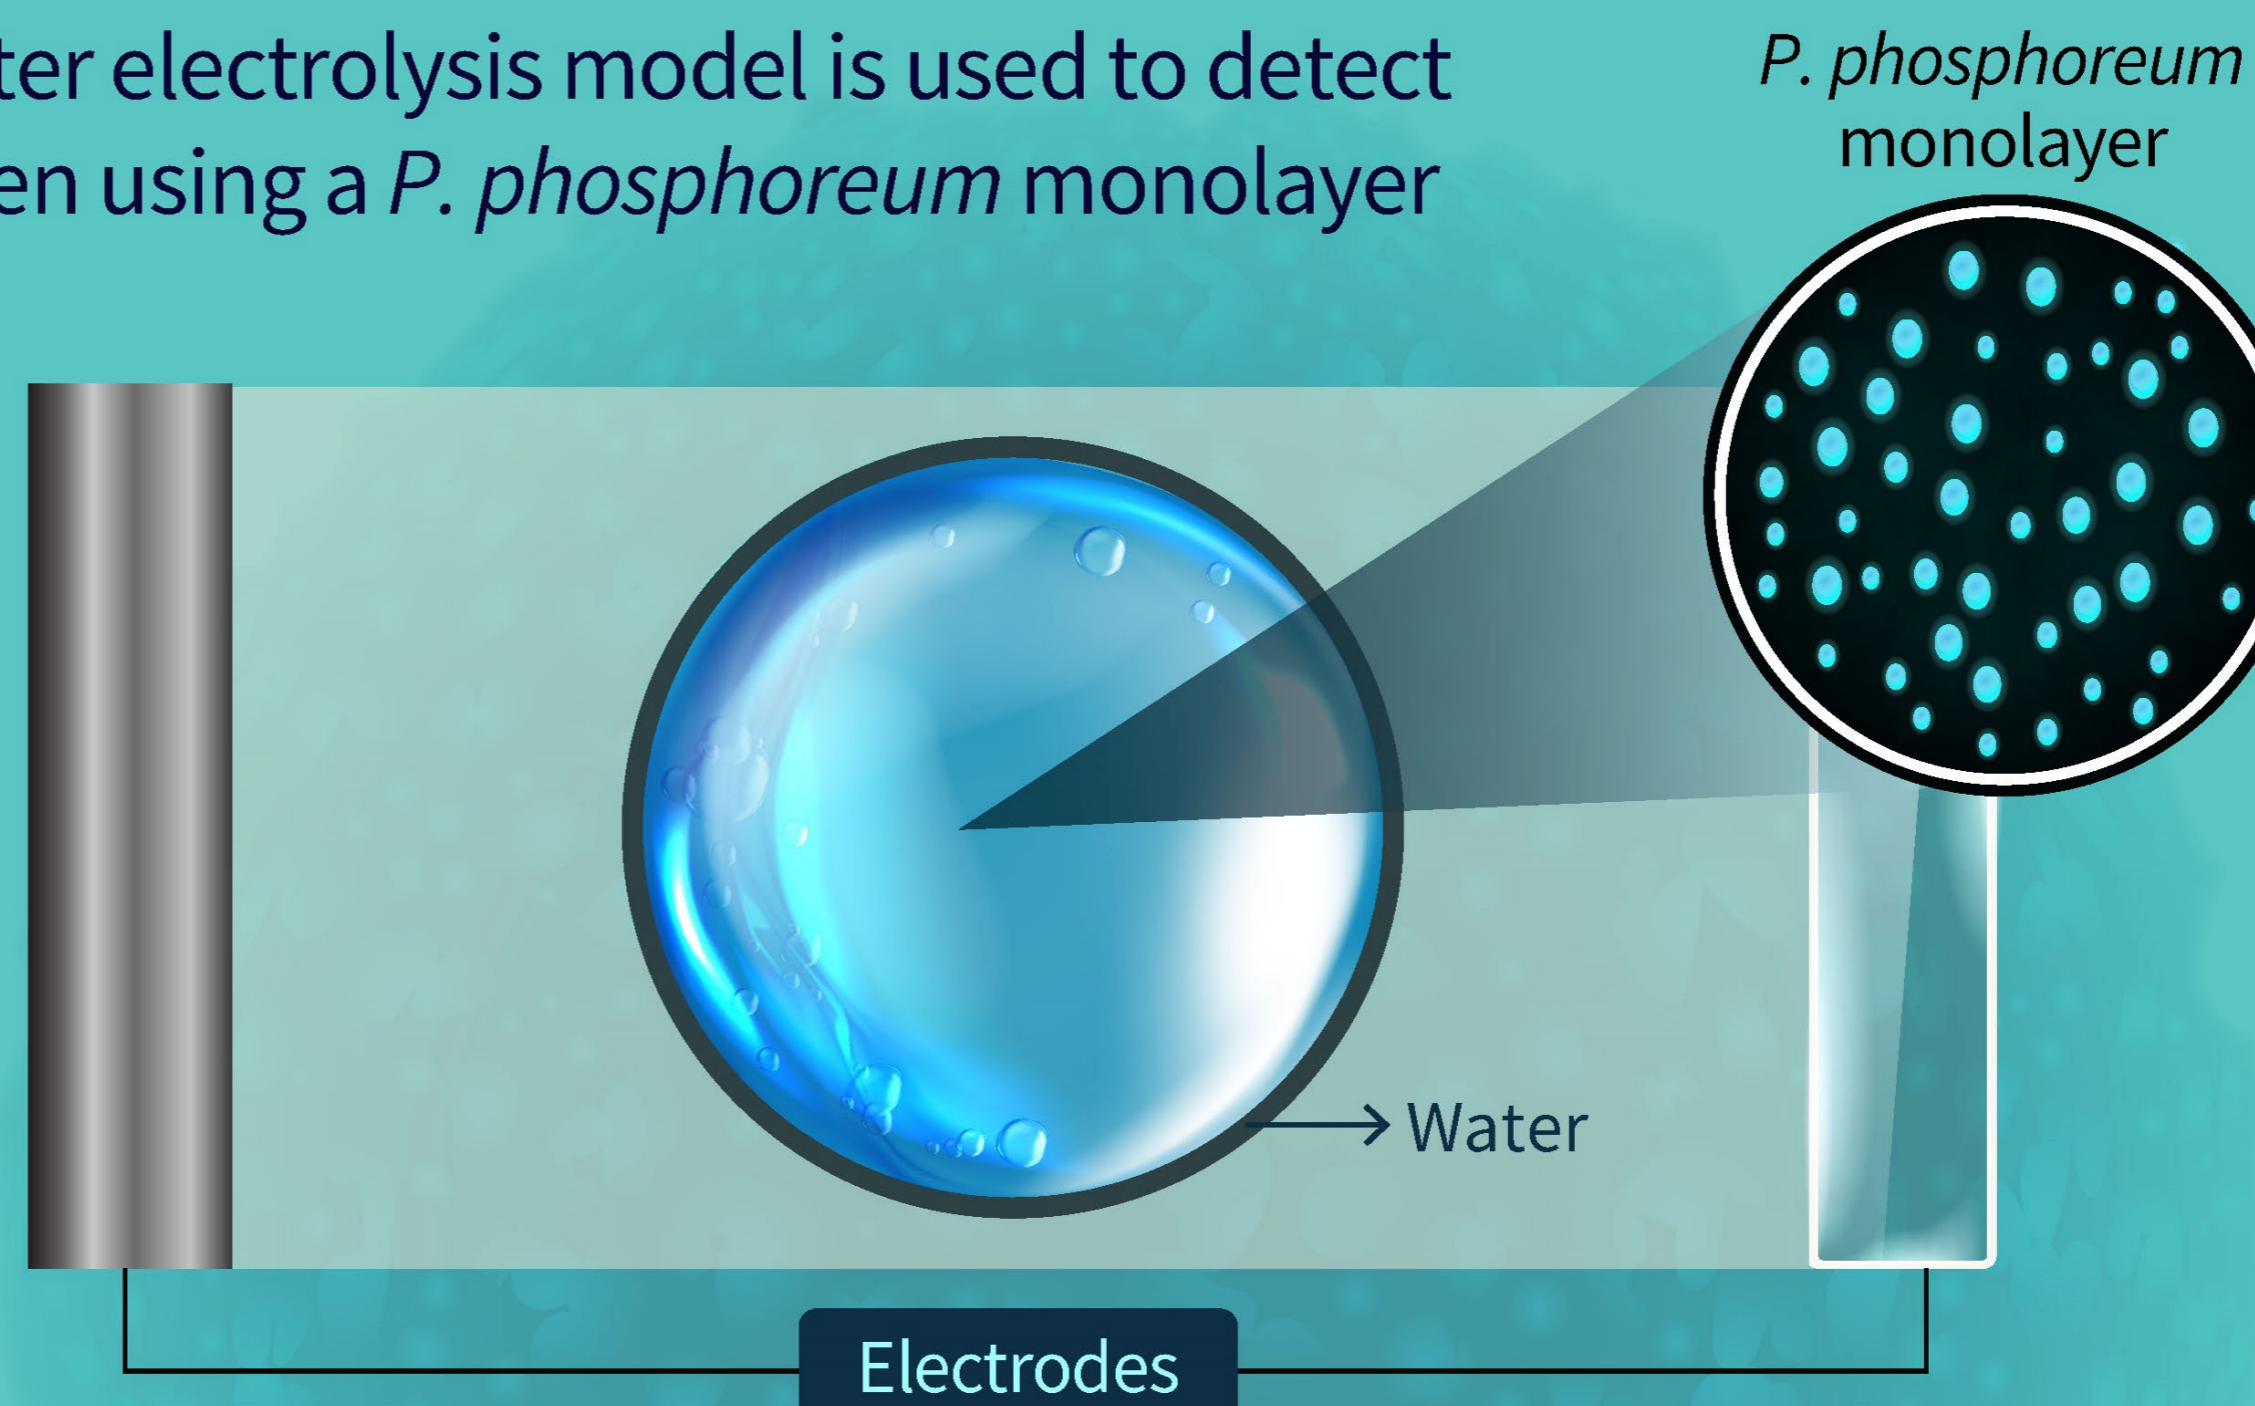 ter electrolysis model is used to detect
en using a P. phosphoreum monolayer
P. phosphoreum
monolayer
Water
Electrodes